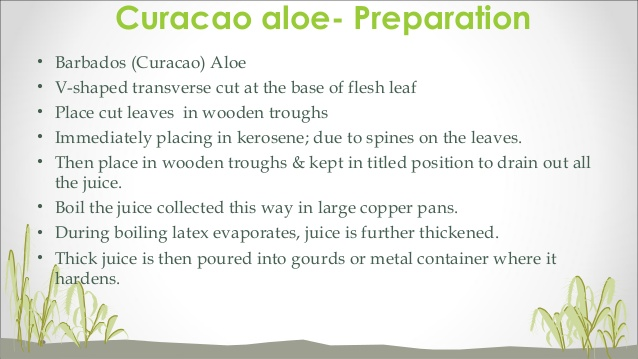 Curacao aloe- Preparation
• Barbados (Curacao) Aloe
• V-shaped transverse cut at the base of flesh leaf
• Place cut leaves in wooden troughs
• Immediately placing in kerosene; due to spines on the leaves.
• Then place in wooden troughs & kept in titled position to drain out all
the juice.
• Boil the juice collected this way in large copper pans.
• During boiling latex evaporates, juice is further thickened.
• Thick juice is then poured into gourds or metal container where it
hardens.